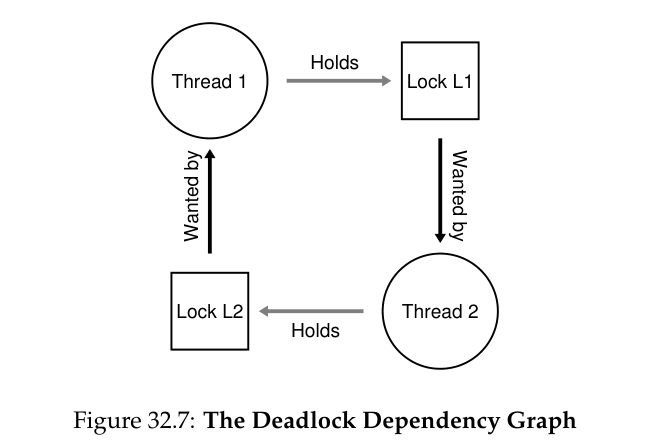 Thread 1
Holds
Lock L1
Wanted by
Wanted by
Lock L2
Holds
Thread 2
Figure 32.7: The Deadlock Dependency Graph